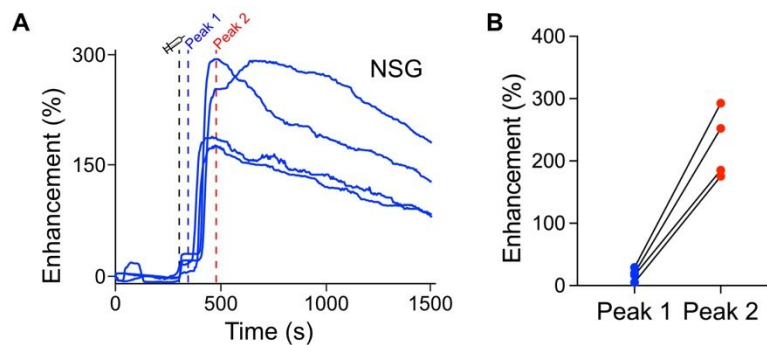 A
Peak 1
Peak 2
NSG
300
150
0
Enhancement (%)
0
500
1000
1500
Time (s)
B
400
300
200
100
0
Enhancement (%)
Peak 1
Peak 2